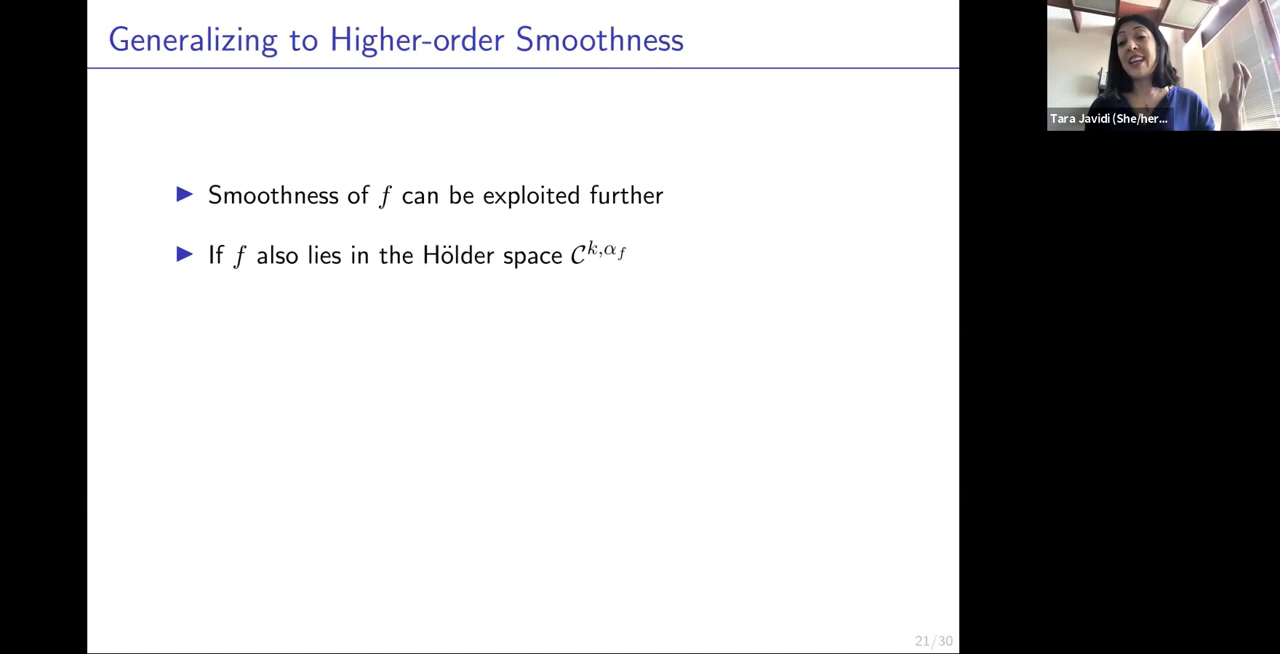 Generalizing to Higher-order Smoothness
Tara Javidi (She/her...
▶ Smoothness of f can be exploited further
▶ If f also lies in the Hölder space 𝒞^{k,α_f}
21/30